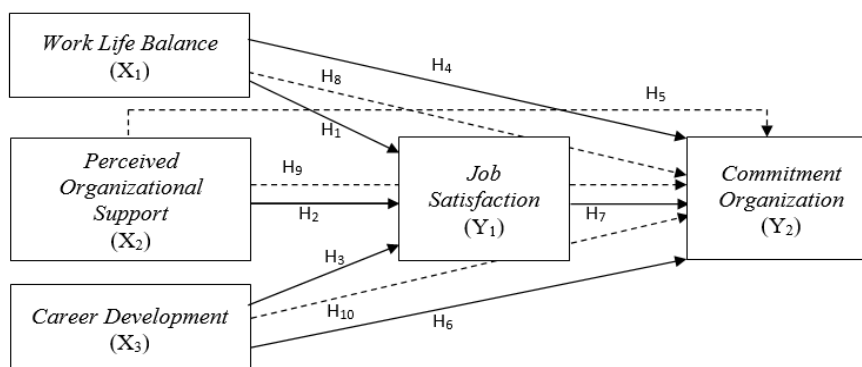 Work Life Balance
(X₁)
H₄
H₈
H₅
H₁
Perceived
Organizational
Support
(X₂)
H₉
H₂
Job
Satisfaction
(Y₁)
H₇
Commitment
Organization
(Y₂)
H₃
Career Development
(X₃)
H₁₀
H₆